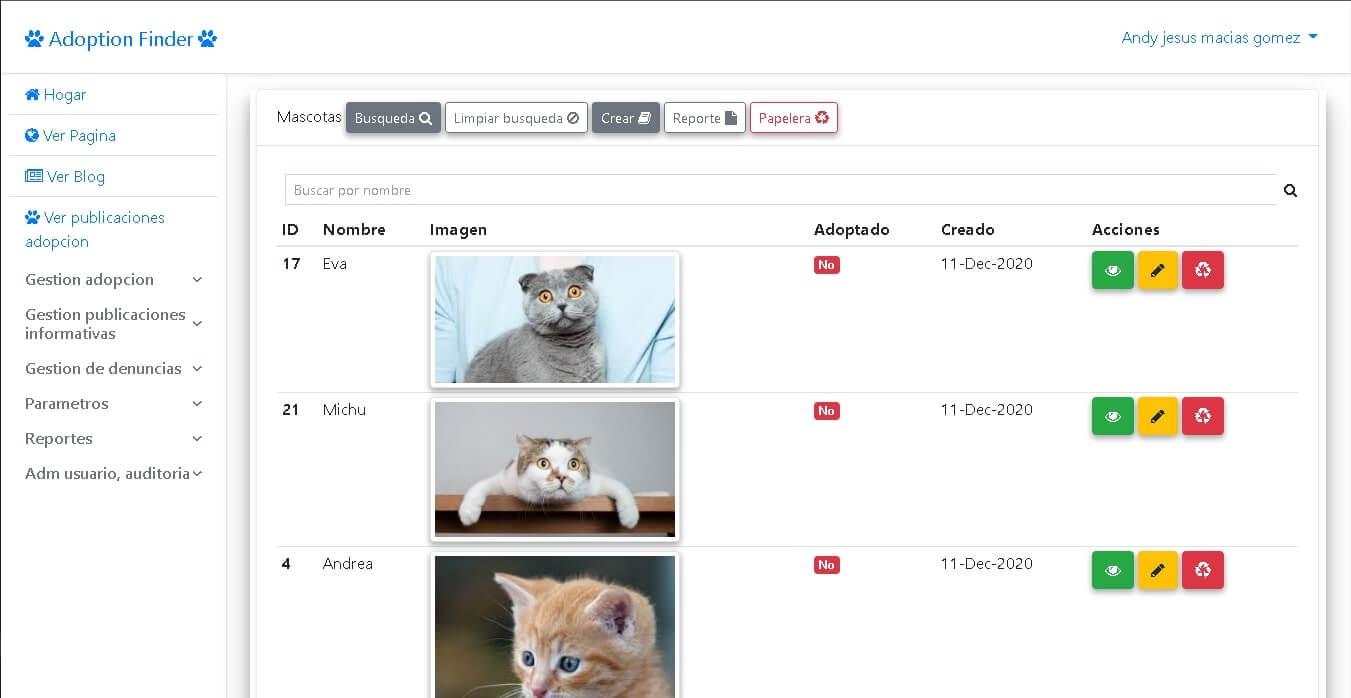 Adoption Finder
Andy jesus macias gomez
Hogar
Ver Pagina
Ver Blog
Ver publicaciones
adopcion
Gestion adopcion
Gestion publicaciones
informativas
Gestion de denuncias
Parametros
Reportes
Adm usuario, auditoria
Mascotas Busqueda Limpiar busqueda Crear Reporte Papelera
Buscar por nombre
ID Nombre Imagen Adoptado Creado Acciones
17 Eva No 11-Dec-2020
21 Michu No 11-Dec-2020
4 Andrea No 11-Dec-2020